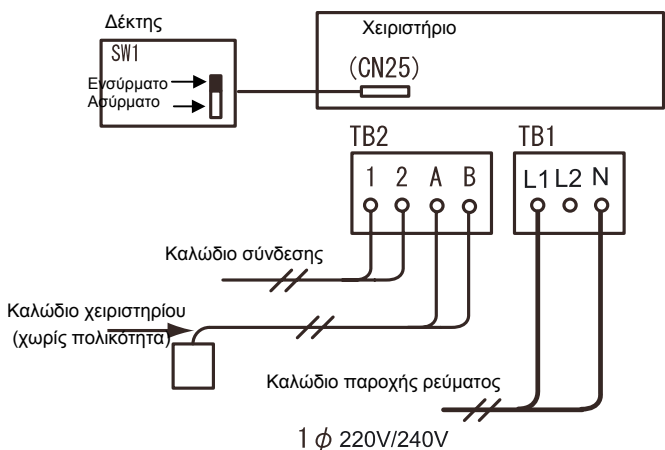 Δέκτης
SW1
Ενσύρματο
Ασύρματο
Χειριστήριο
(CN25)
TB2
1 2 A B
TB1
L1 L2 N
Καλώδιο σύνδεσης
Καλώδιο χειριστηρίου
(χωρίς πολικότητα)
Καλώδιο παροχής ρεύματος
1 ϕ 220V/240V